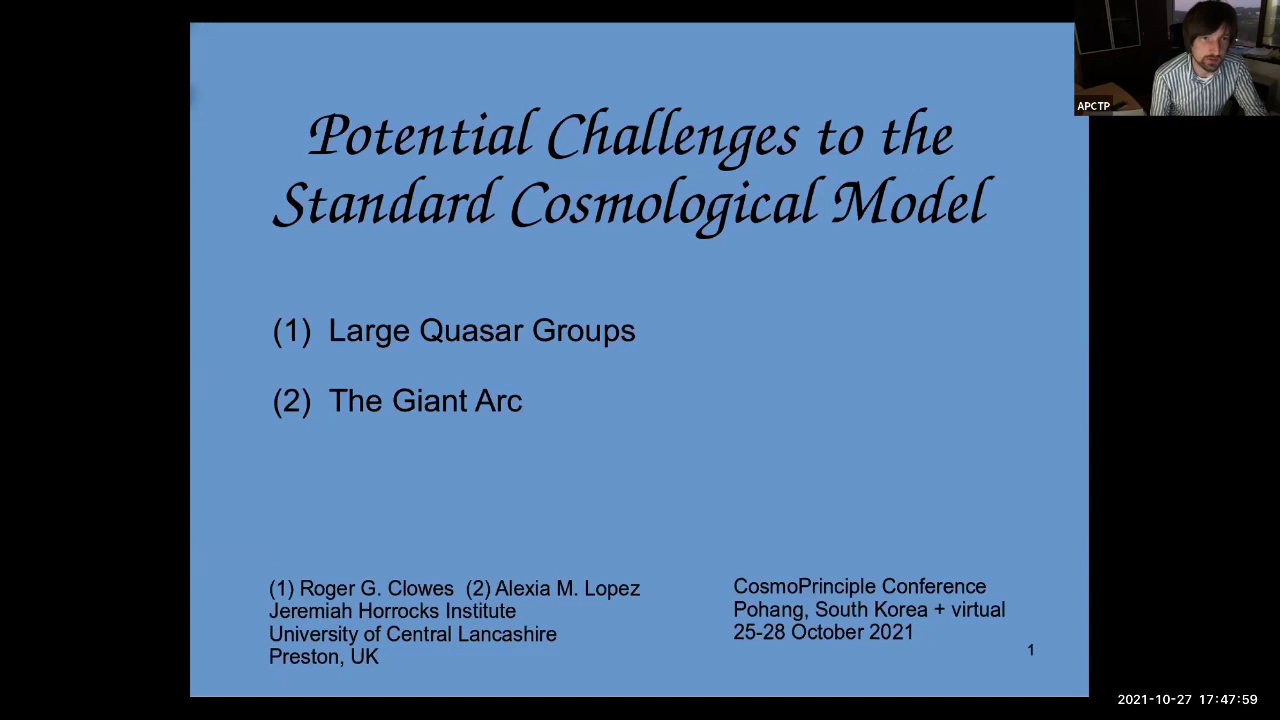 Potential Challenges to the
Standard Cosmological Model
(1) Large Quasar Groups
(2) The Giant Arc
(1) Roger G. Clowes (2) Alexia M. Lopez
Jeremiah Horrocks Institute
University of Central Lancashire
Preston, UK
CosmoPrinciple Conference
Pohang, South Korea + virtual
25-28 October 2021
1
APCTP
2021-10-27 17:47:59